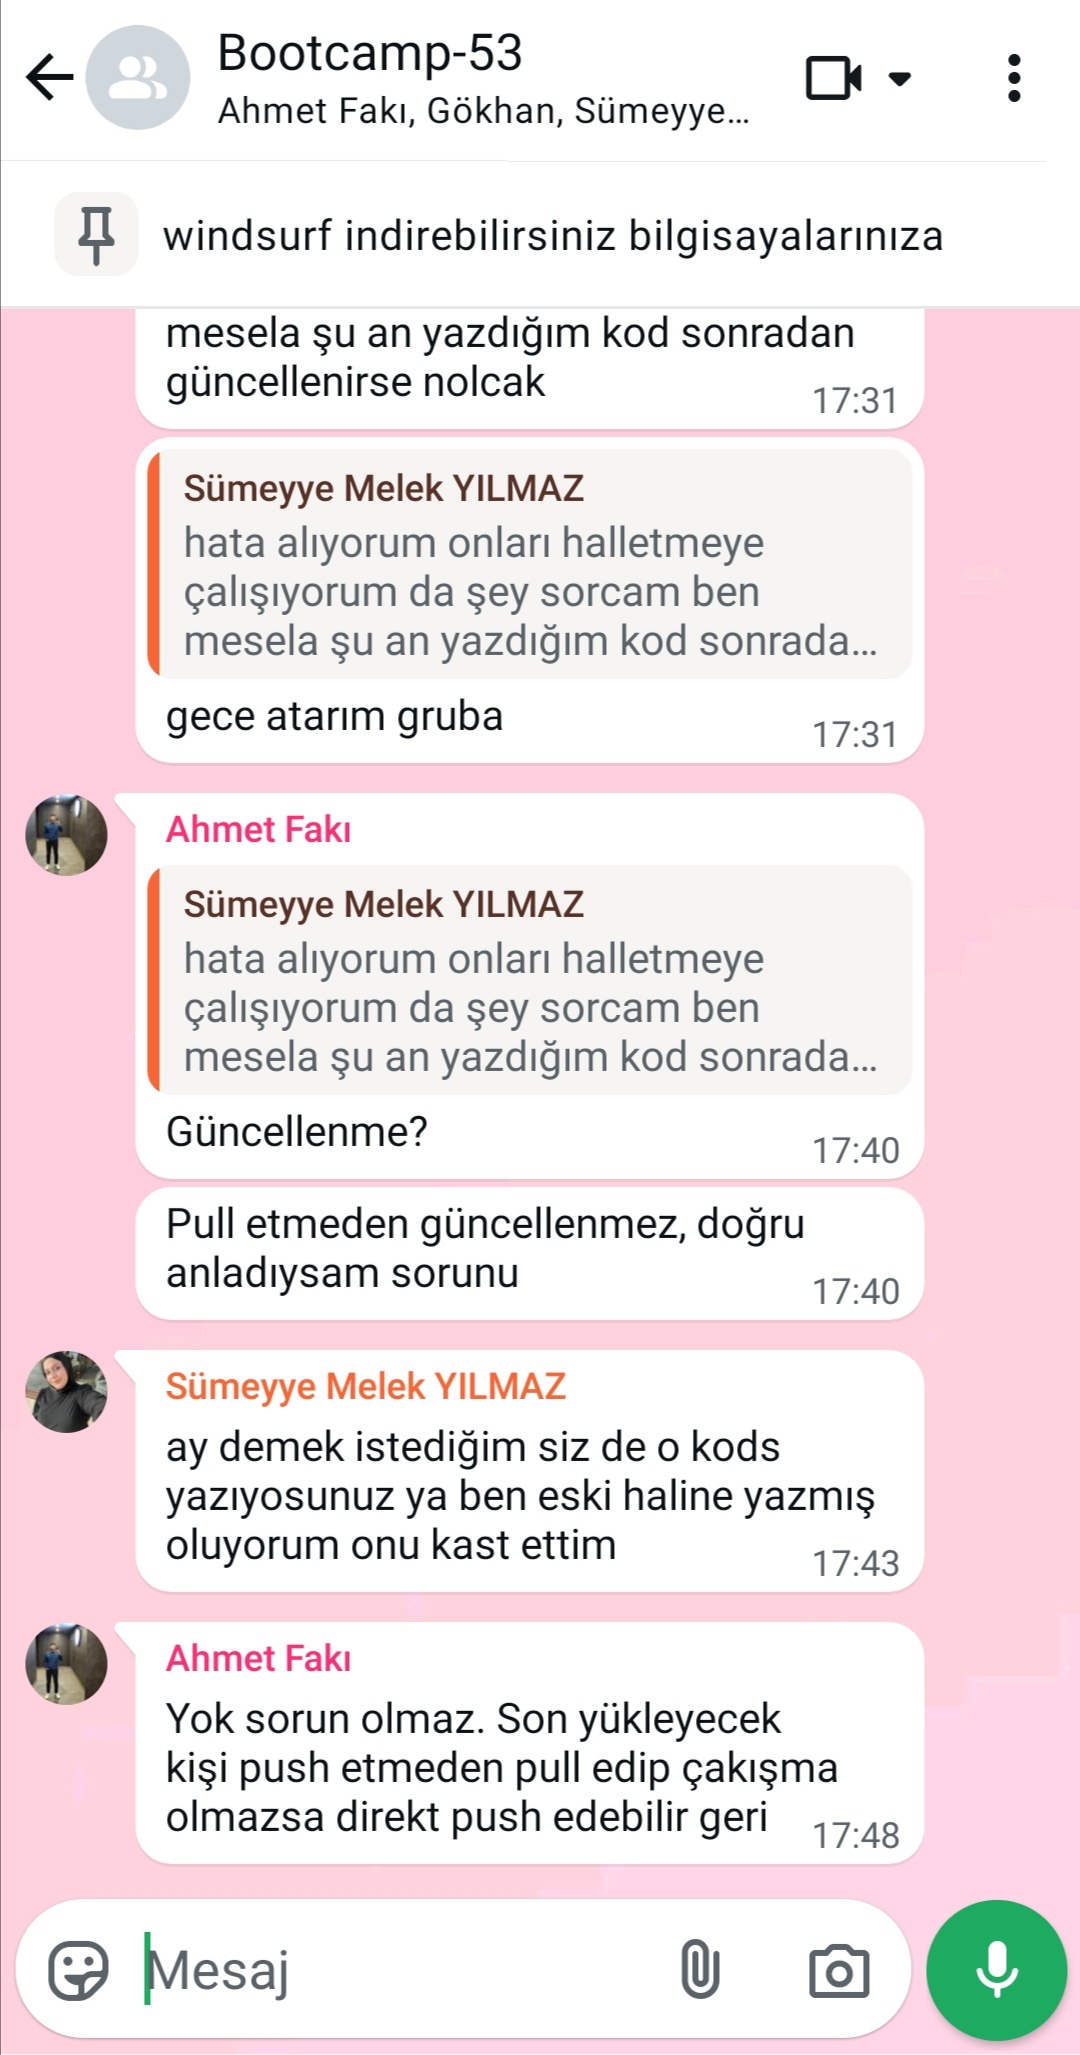 Bootcamp-53
Ahmet Fakı, Gökhan, Sümeyye...
windsurf indirebilirsiniz bilgisayalarınıza
mesela şu an yazdığım kod sonradan
güncellenirse nolcak
17:31
Sümeyye Melek YILMAZ
hata alıyorum onları halletmeye
çalışıyorum da şey sorcam ben
mesela şu an yazdığım kod sonrada...
gece atarım gruba
17:31
Ahmet Fakı
Sümeyye Melek YILMAZ
hata alıyorum onları halletmeye
çalışıyorum da şey sorcam ben
mesela şu an yazdığım kod sonrada...
Güncellenme?
17:40
Pull etmeden güncellenmez, doğru
anladıysam sorunu
17:40
Sümeyye Melek YILMAZ
ay demek istediğim siz de o kods
yazıyosunuz ya ben eski haline yazmış
oluyorum onu kast ettim
17:43
Ahmet Fakı
Yok sorun olmaz. Son yükleyecek
kişi push etmeden pull edip çakışma
olmazsa direkt push edebilir geri
17:48
Mesaj